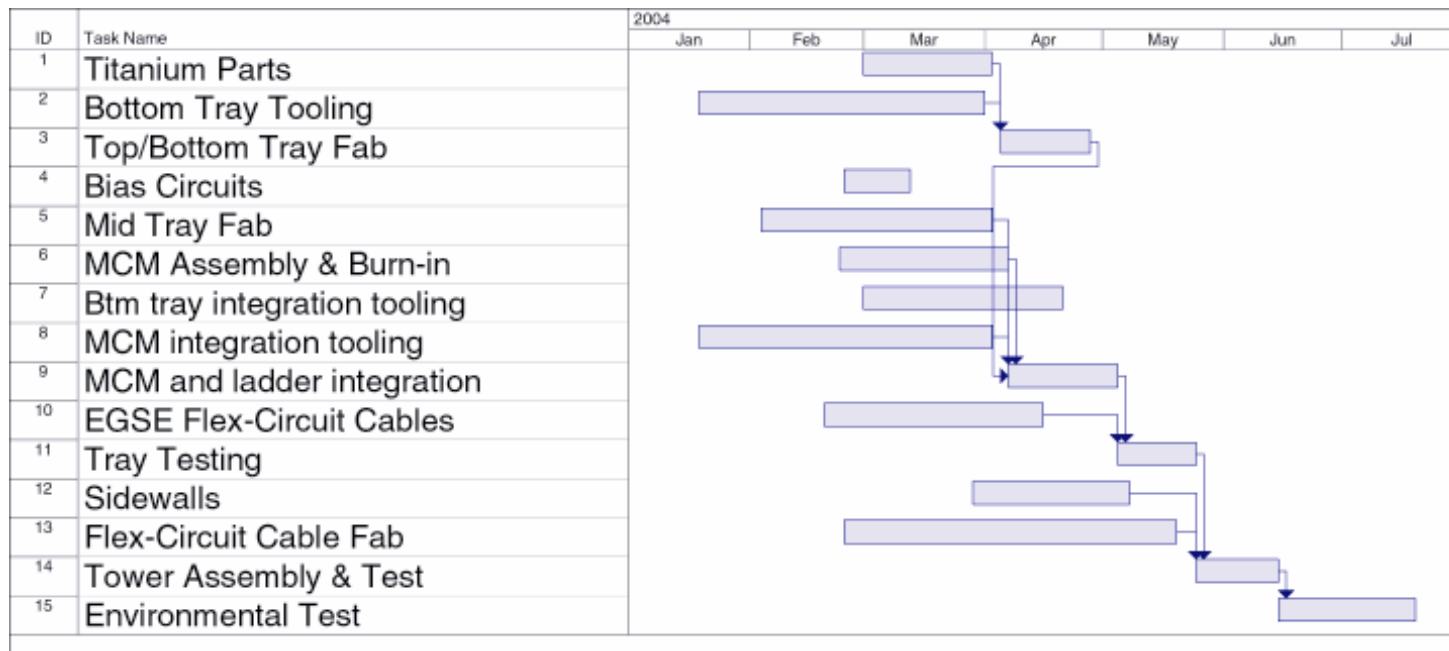 2004
ID Task Name Jan Feb Mar Apr May Jun Jul
1 Titanium Parts
2 Bottom Tray Tooling
3 Top/Bottom Tray Fab
4 Bias Circuits
5 Mid Tray Fab
6 MCM Assembly & Burn-in
7 Btm tray integration tooling
8 MCM integration tooling
9 MCM and ladder integration
10 EGSE Flex-Circuit Cables
11 Tray Testing
12 Sidewalls
13 Flex-Circuit Cable Fab
14 Tower Assembly & Test
15 Environmental Test